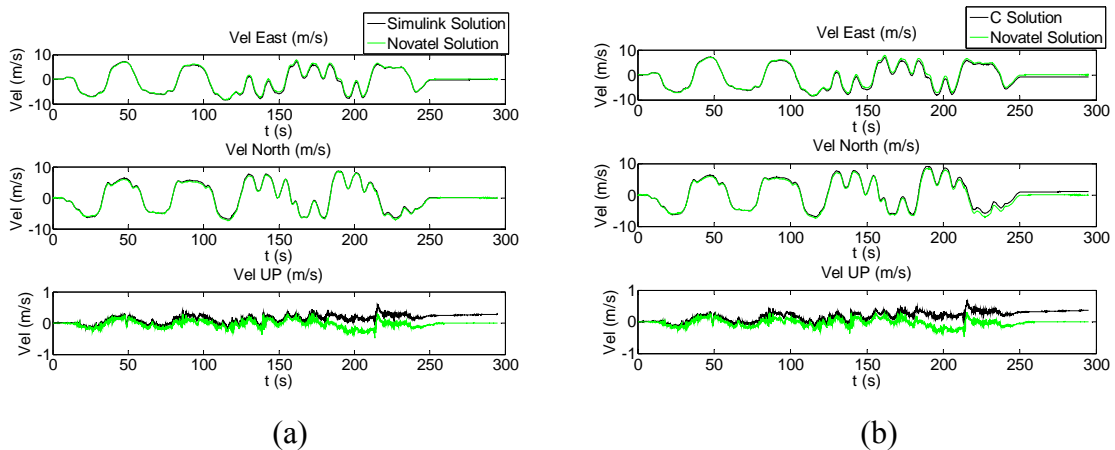 Simulink Solution
Novatel Solution
Vel East (m/s)
10
0
-10
Vel (m/s)
0 50 100 150 200 250 300
t (s)
Vel North (m/s)
10
0
-10
Vel (m/s)
0 50 100 150 200 250 300
t (s)
Vel UP (m/s)
1
0
-1
Vel (m/s)
0 50 100 150 200 250 300
t (s)
(a)
C Solution
Novatel Solution
Vel East (m/s)
10
0
-10
Vel (m/s)
0 50 100 150 200 250 300
t (s)
Vel North (m/s)
10
0
-10
Vel (m/s)
0 50 100 150 200 250 300
t (s)
Vel UP (m/s)
1
0
-1
Vel (m/s)
0 50 100 150 200 250 300
t (s)
(b)